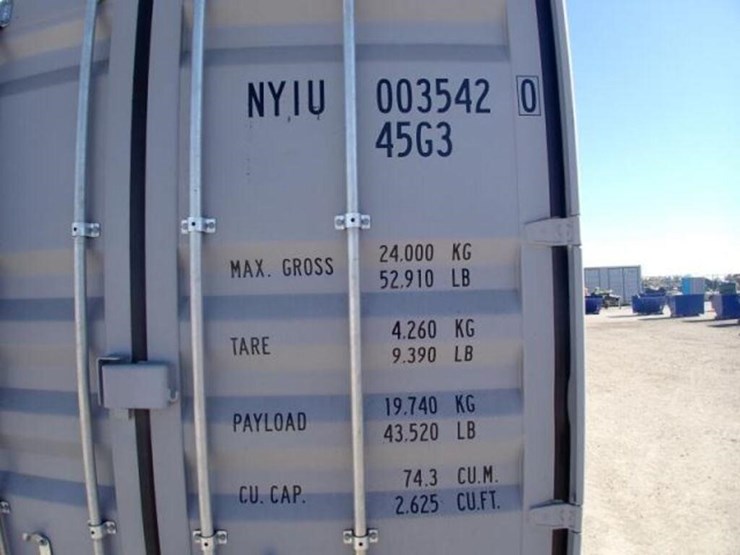 NYIU 003542 0
45G3
MAX. GROSS 24.000 KG
52.910 LB
TARE 4.260 KG
9.390 LB
PAYLOAD 19.740 KG
43.520 LB
CU. CAP. 74.3 CU.M.
2.625 CU.FT.